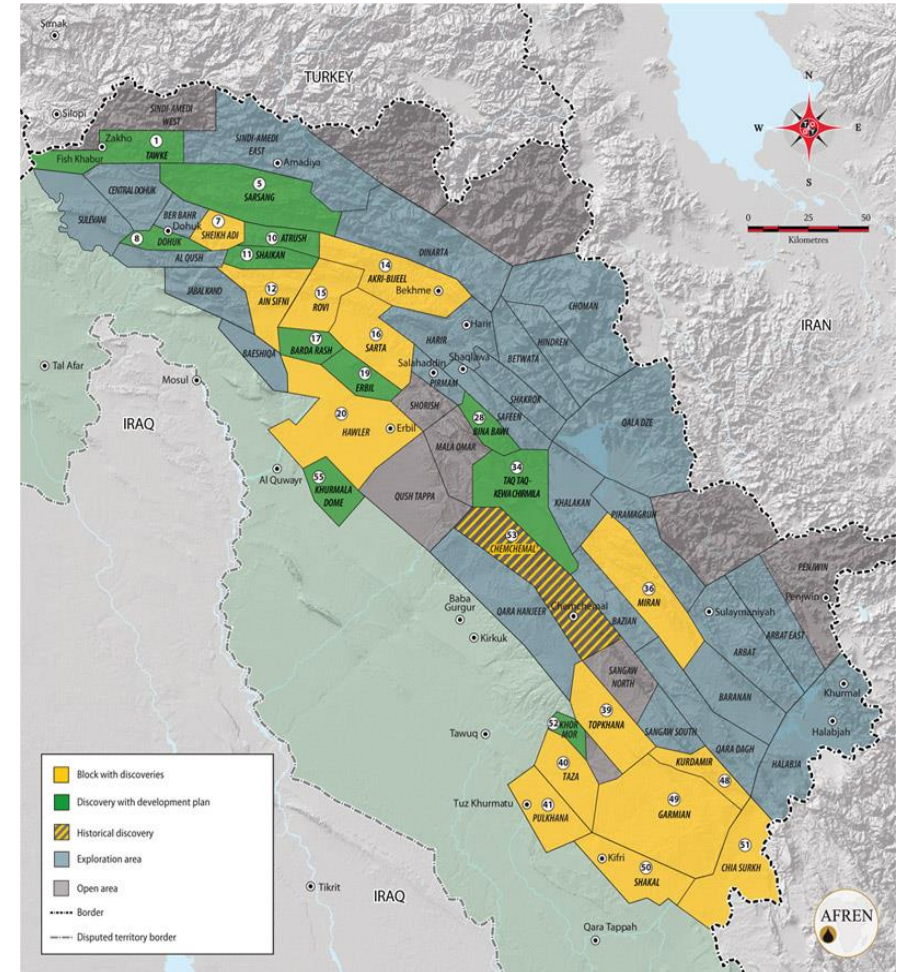 Şırnak
TURKEY
N
W
E
S
0 25 50
Kilometres
Silopi
SINDI-AMEDI
WEST
Zakho
1
TAWKE
Fish Khabur
SINDI-AMEDI
EAST
Amadiya
CENTRAL DOHUK
5
SARSANG
SULEVANI
BER BAHR
Dohuk
7
SHEIKH ADI
8
DOHUK
10
ATRUSH
11
SHAIKAN
AL QUSH
DINARTA
14
AKRI-BIJEEL
Bekhme
JABAL KAND
12
AIN SIFNI
15
ROVI
CHOMAN
IRAN
16
SARTA
17
BARDA RASH
Harir
HARIR
HINDREN
BETWATA
BAESHIQA
Tal Afar
Mosul
19
ERBIL
Salahaddin
Shaqlawa
PIRMAM
SHAKROK
SHORISH
SAFEEN
QALA DZE
IRAQ
20
HAWLER
Erbil
28
BINA BAWI
MALA OMAR
Al Quwayr
55
KHURMALA
DOME
QUSH TAPPA
34
TAQ TAQ-
KEWA CHIRMILA
KHALAKAN
PIRAMAGRUN
53
CHEMCHEMAL
PENJWIN
Penjwin
36
MIRAN
Baba
Gurgur
Kirkuk
QARA HANJEER
Chemchemal
BAZIAN
Sulaymaniyah
ARBAT EAST
ARBAT
SANGAW
NORTH
BARANAN
Khurmal
Halabjah
39
TOPKHANA
52
KHOR
MOR
Tawuq
SANGAW SOUTH
QARA DAGH
HALABJA
40
TAZA
KURDAMIR
48
Tuz Khurmatu
41
PULKHANA
49
GARMIAN
51
CHIA SURKH
Kifri
50
SHAKAL
Tikrit
IRAQ
Qara Tappah
AFREN
Block with discoveries
Discovery with development plan
Historical discovery
Exploration area
Open area
Border
Disputed territory border